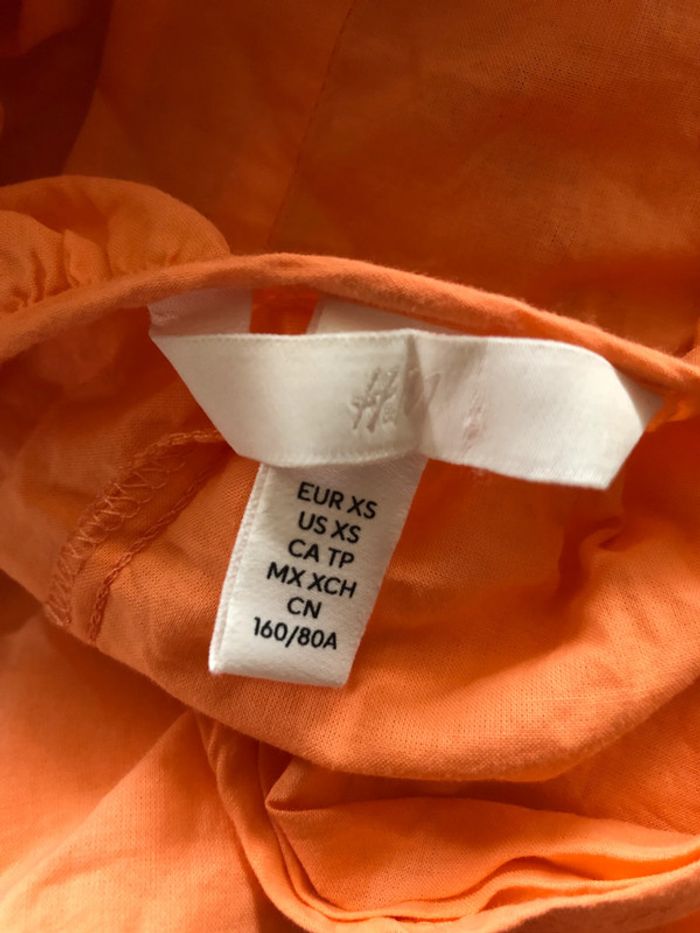 H&M
EUR XS
US XS
CA TP
MX XCH
CN
160/80A